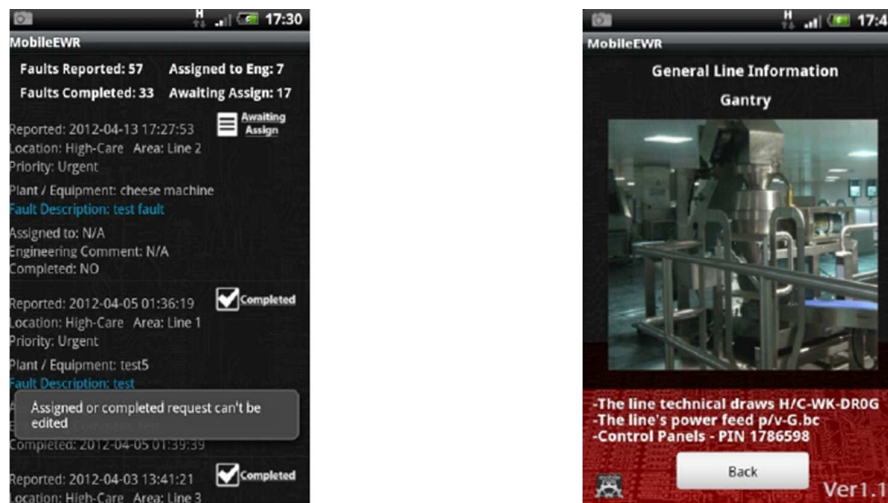 17:30
MobileEWR
Faults Reported: 57 Assigned to Eng: 7
Faults Completed: 33 Awaiting Assign: 17
Awaiting
Assign
Reported: 2012-04-13 17:27:53
Location: High-Care Area: Line 2
Priority: Urgent
Plant / Equipment: cheese machine
Fault Description: test fault
Assigned to: N/A
Engineering Comment: N/A
Completed: NO
Reported: 2012-04-05 01:36:19 Completed
Location: High-Care Area: Line 1
Priority: Urgent
Plant / Equipment: test5
Fault Description: test
Assigned or completed request can't be
edited
Completed: 2012-04-05 01:39:39
Reported: 2012-04-03 13:41:21 Completed
Location: High-Care Area: Line 3
17:4
MobileEWR
General Line Information
Gantry
-The line technical draws H/C-WK-DR0G
-The line's power feed p/v-G.bc
-Control Panels - PIN 1786598
Back
Ver1.1